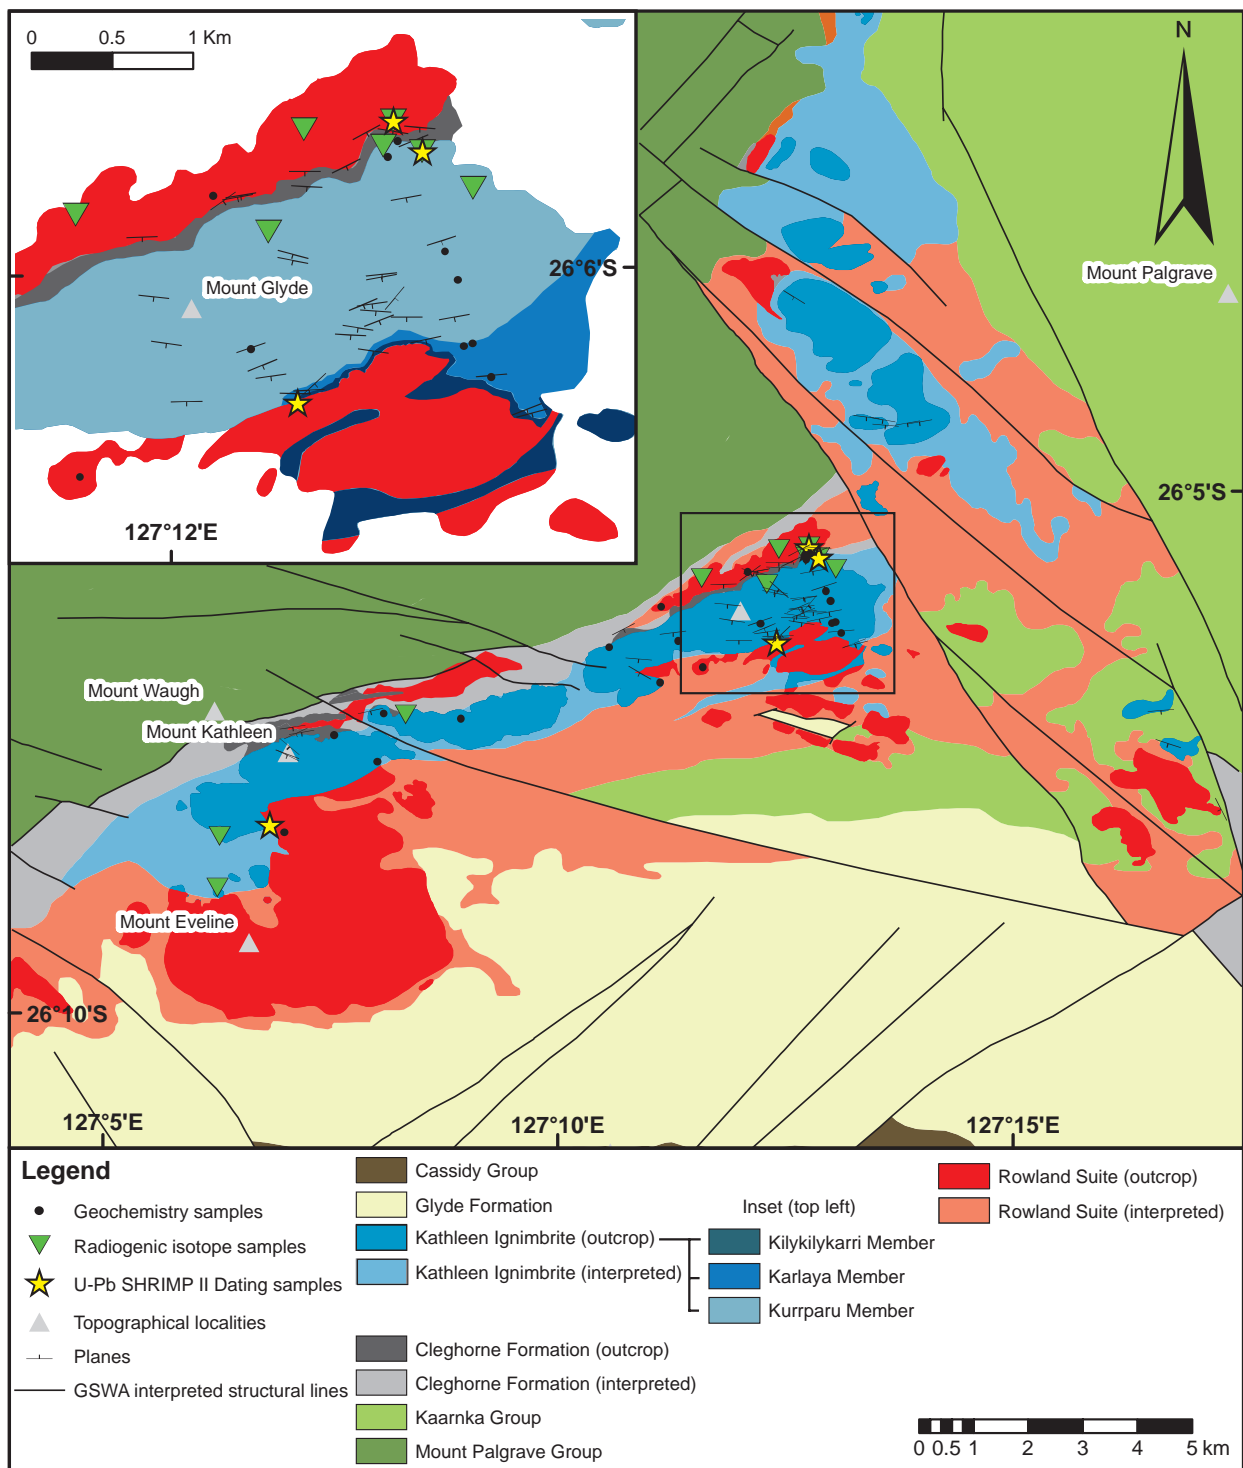 0 0.5 1 Km
N
26°6'S
Mount Glyde
Mount Palgrave
26°5'S
127°12'E
Mount Waugh
Mount Kathleen
Mount Eveline
26°10'S
127°5'E
127°10'E
127°15'E
Legend
Geochemistry samples
Radiogenic isotope samples
U-Pb SHRIMP II Dating samples
Topographical localities
Planes
GSWA interpreted structural lines
Cassidy Group
Glyde Formation
Kathleen Ignimbrite (outcrop)
Kathleen Ignimbrite (interpreted)
Cleghorne Formation (outcrop)
Cleghorne Formation (interpreted)
Kaarnka Group
Mount Palgrave Group
Inset (top left)
Kilykilykarri Member
Karlaya Member
Kurrparu Member
Rowland Suite (outcrop)
Rowland Suite (interpreted)
0 0.5 1 2 3 4 5 km